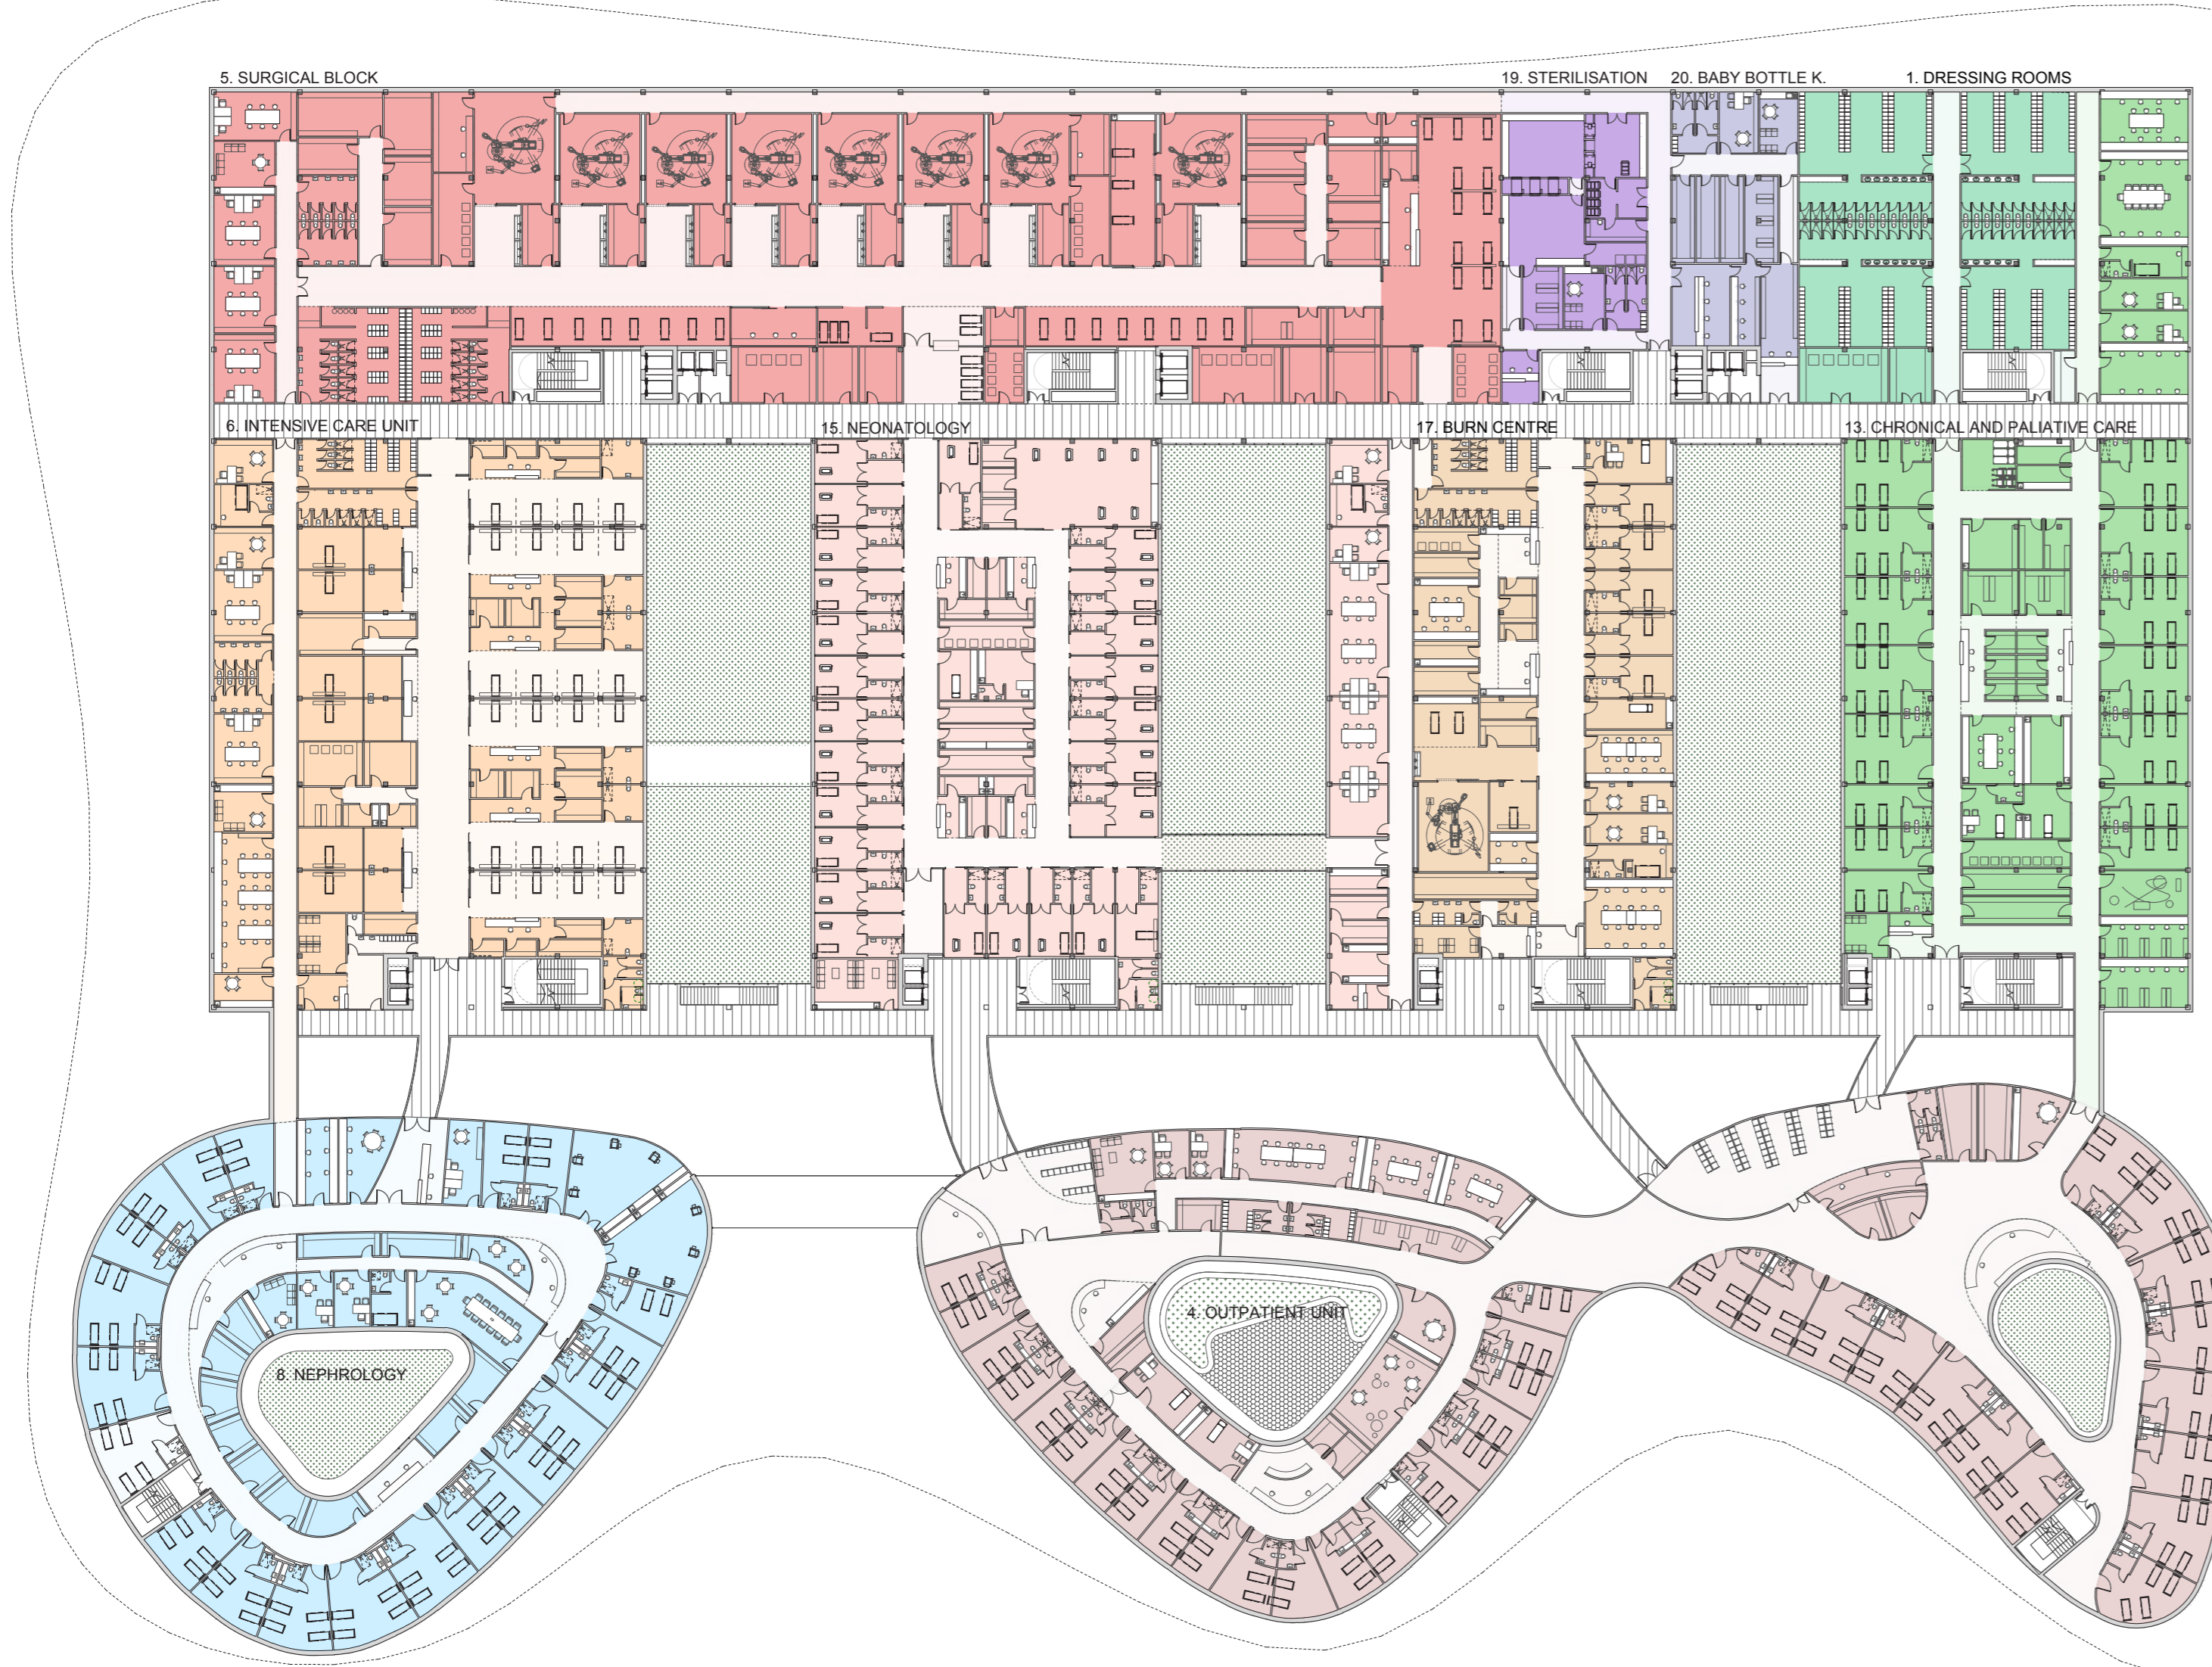 5. SURGICAL BLOCK
19. STERILISATION
20. BABY BOTTLE K.
1. DRESSING ROOMS
6. INTENSIVE CARE UNIT
15. NEONATOLOGY
17. BURN CENTRE
13. CHRONICAL AND PALIATIVE CARE
4. OUTPATIENT UNIT
8. NEPHROLOGY